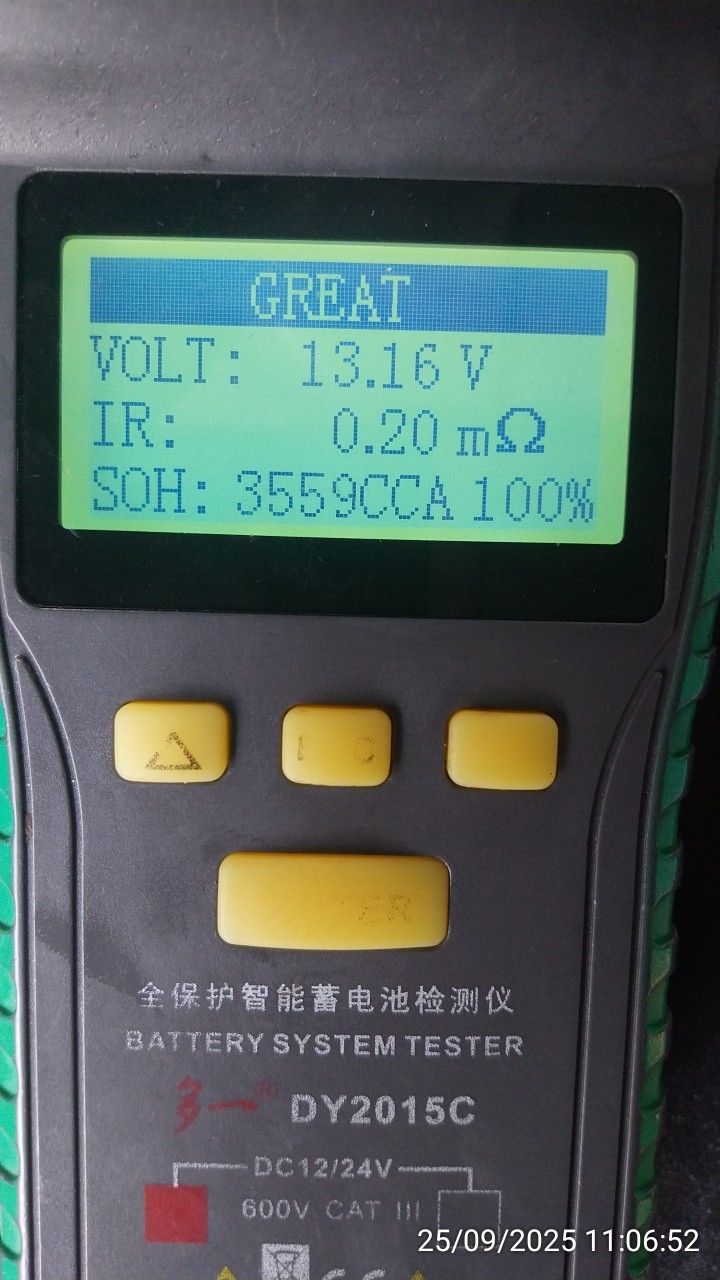 GREAT
VOLT: 13.16 V
IR: 0.20 mΩ
SOH: 3559CCA 100%
全保护智能蓄电池检测仪
BATTERY SYSTEM TESTER
多一® DY2015C
DC12/24V
600V CAT III
25/09/2025 11:06:52